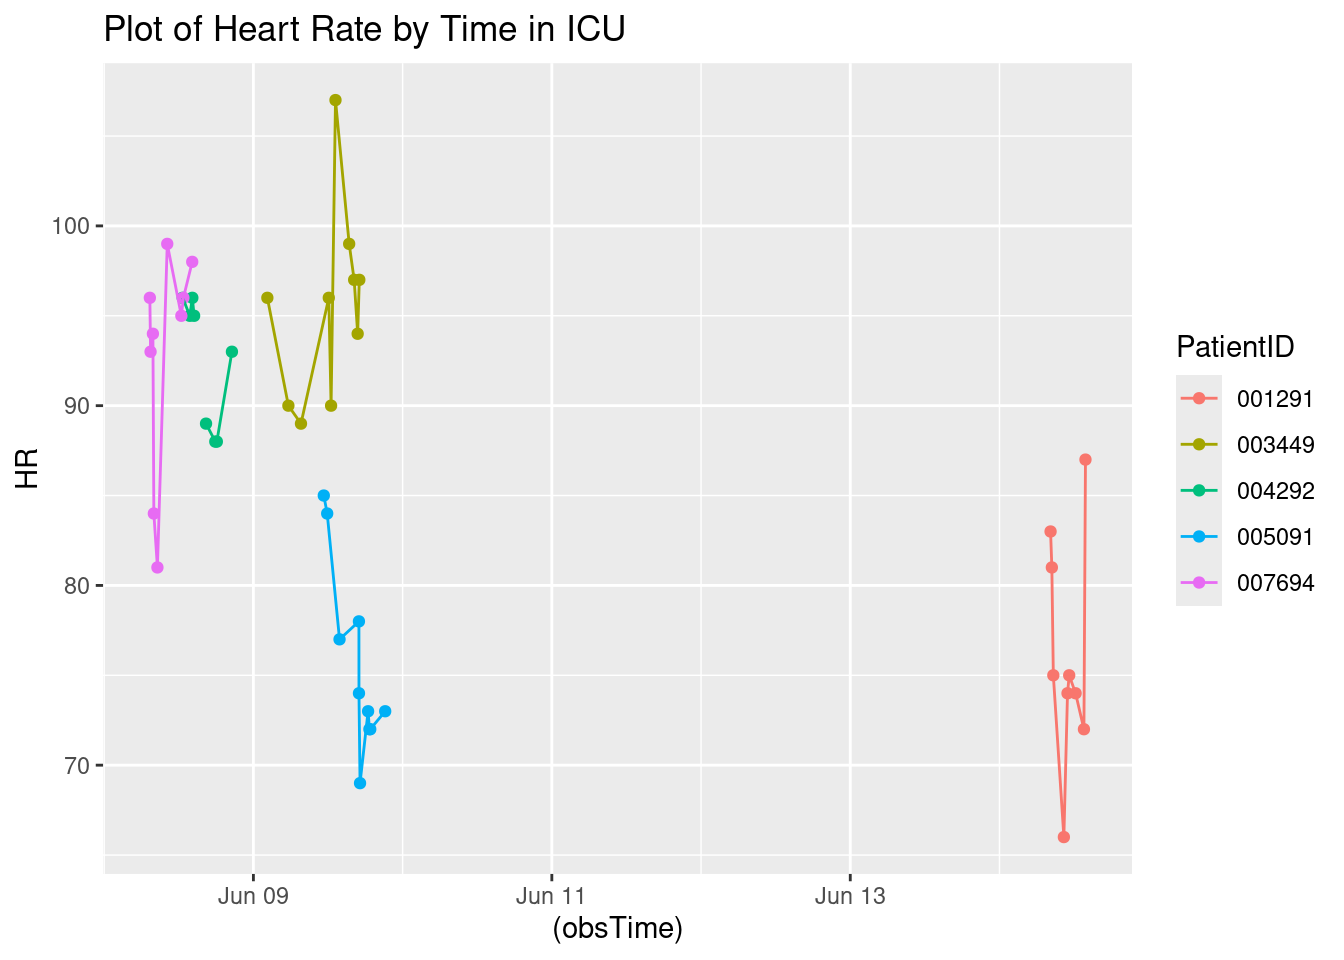 Plot of Heart Rate by Time in ICU
HR
100
90
80
70
Jun 09
Jun 11
Jun 13
(obsTime)
PatientID
001291
003449
004292
005091
007694